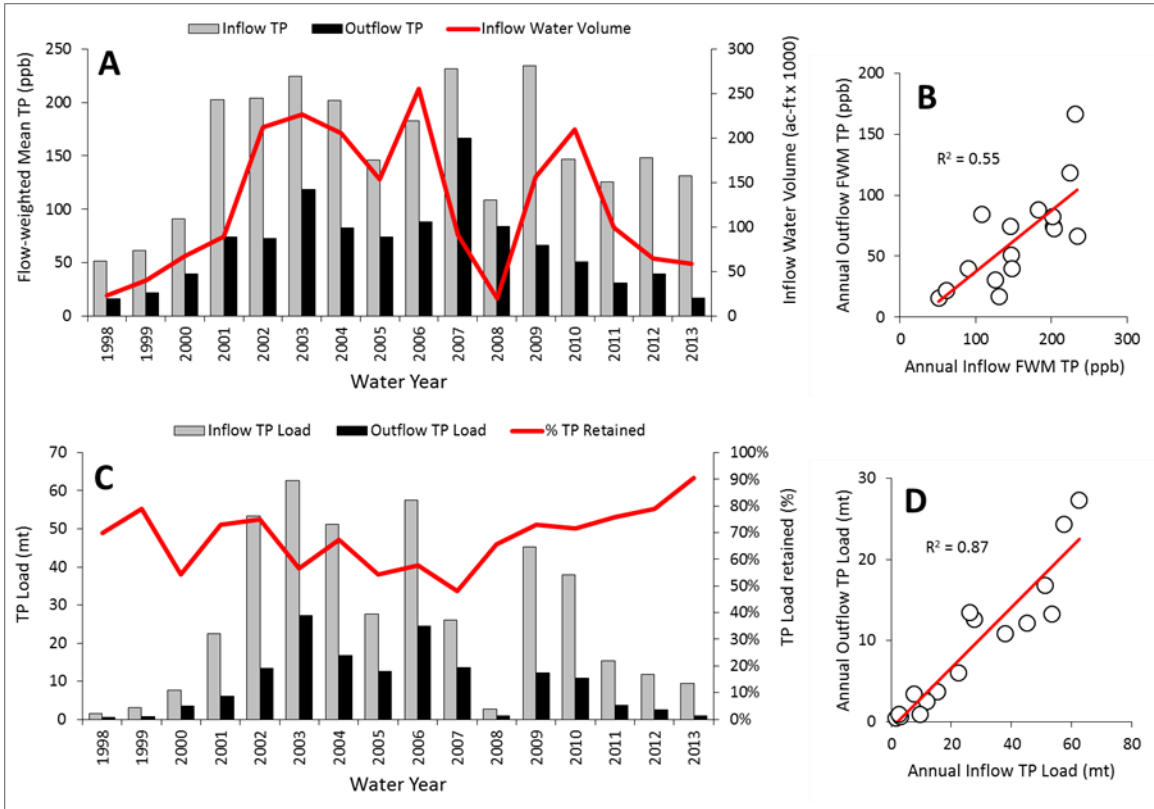 Inflow TP Outflow TP Inflow Water Volume
A
Flow-weighted Mean TP (ppb)
250
200
150
100
50
0
300
250
200
150
100
50
0
Inflow Water Volume (ac-ft x 1000)
1998 1999 2000 2001 2002 2003 2004 2005 2006 2007 2008 2009 2010 2011 2012 2013
Water Year
B
Annual Outflow FWM TP (ppb)
200
150
100
50
0
R² = 0.55
0 100 200 300
Annual Inflow FWM TP (ppb)
Inflow TP Load Outflow TP Load % TP Retained
C
TP Load (mt)
70
60
50
40
30
20
10
0
100%
90%
80%
70%
60%
50%
40%
30%
20%
10%
0%
TP Load retained (%)
1998 1999 2000 2001 2002 2003 2004 2005 2006 2007 2008 2009 2010 2011 2012 2013
Water Year
D
Annual Outflow TP Load (mt)
30
20
10
0
R² = 0.87
0 20 40 60 80
Annual Inflow TP Load (mt)